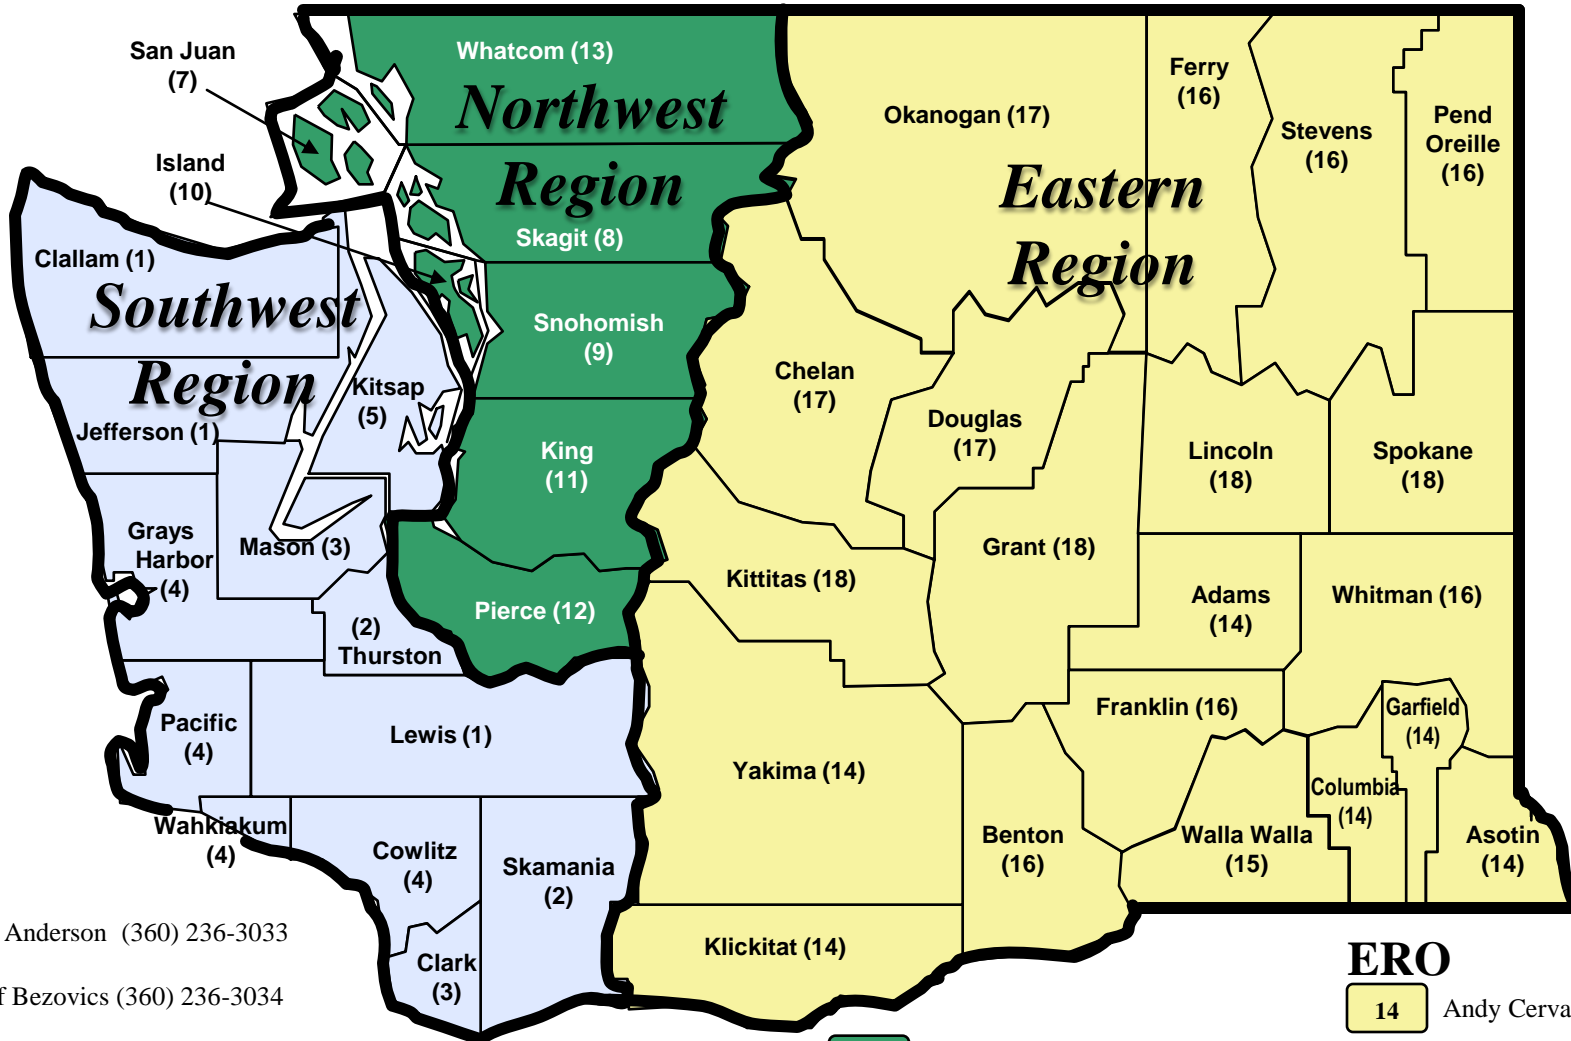 San Juan
(7)
Whatcom (13)
Northwest
Region
Island
(10)
Skagit (8)
Clallam (1)
Southwest
Region
Snohomish
(9)
Kitsap
(5)
Jefferson (1)
King
(11)
Grays
Harbor
(4)
Mason (3)
Pierce (12)
(2)
Thurston
Pacific
(4)
Lewis (1)
Wahkiakum
(4)
Cowlitz
(4)
Skamania
(2)
Clark
(3)
Okanogan (17)
Ferry
(16)
Stevens
(16)
Pend
Oreille
(16)
Eastern
Region
Chelan
(17)
Douglas
(17)
Lincoln
(18)
Spokane
(18)
Grant (18)
Kittitas (18)
Adams
(14)
Whitman (16)
Franklin (16)
Garfield
(14)
Yakima (14)
Columbia
(14)
Benton
(16)
Walla Walla
(15)
Asotin
(14)
Klickitat (14)
Anderson (360) 236-3033
f Bezovics (360) 236-3034
ERO
14 Andy Cerva